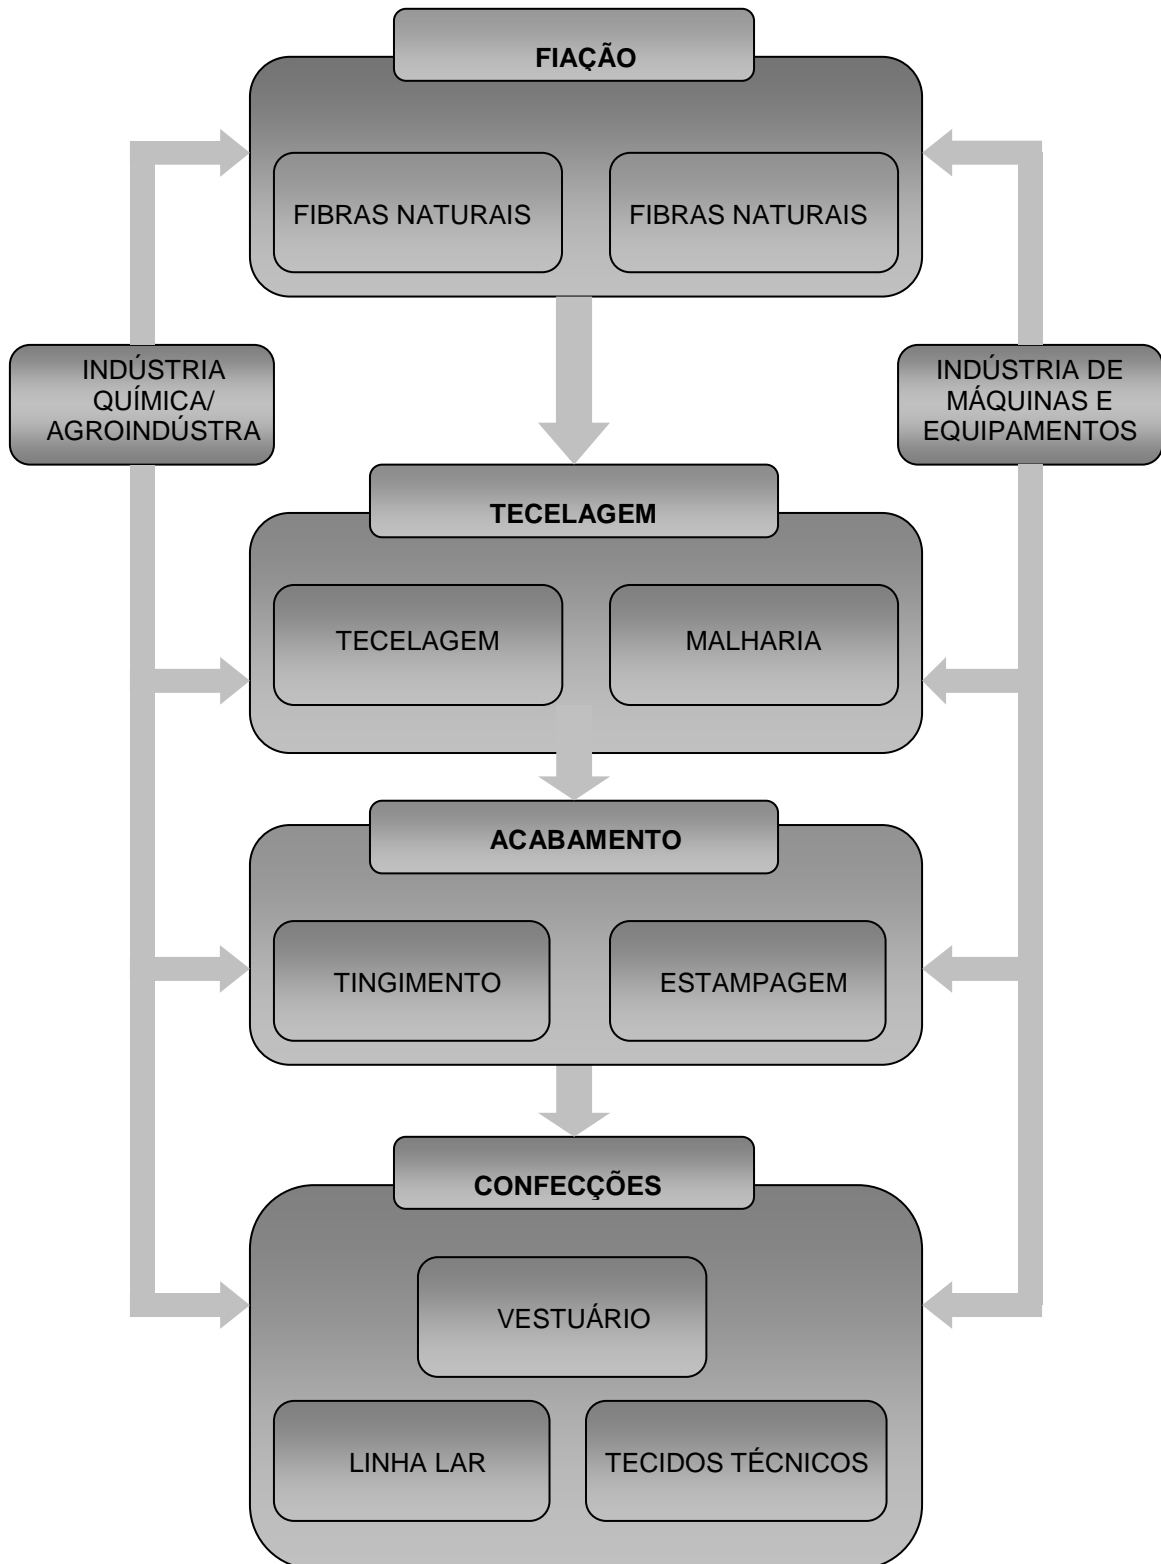 FIAÇÃO
FIBRAS NATURAIS
FIBRAS NATURAIS
INDÚSTRIA
QUÍMICA/
AGROINDÚSTRA
INDÚSTRIA DE
MÁQUINAS E
EQUIPAMENTOS
TECELAGEM
TECELAGEM
MALHARIA
ACABAMENTO
TINGIMENTO
ESTAMPAGEM
CONFECÇÕES
VESTUÁRIO
LINHA LAR
TECIDOS TÉCNICOS